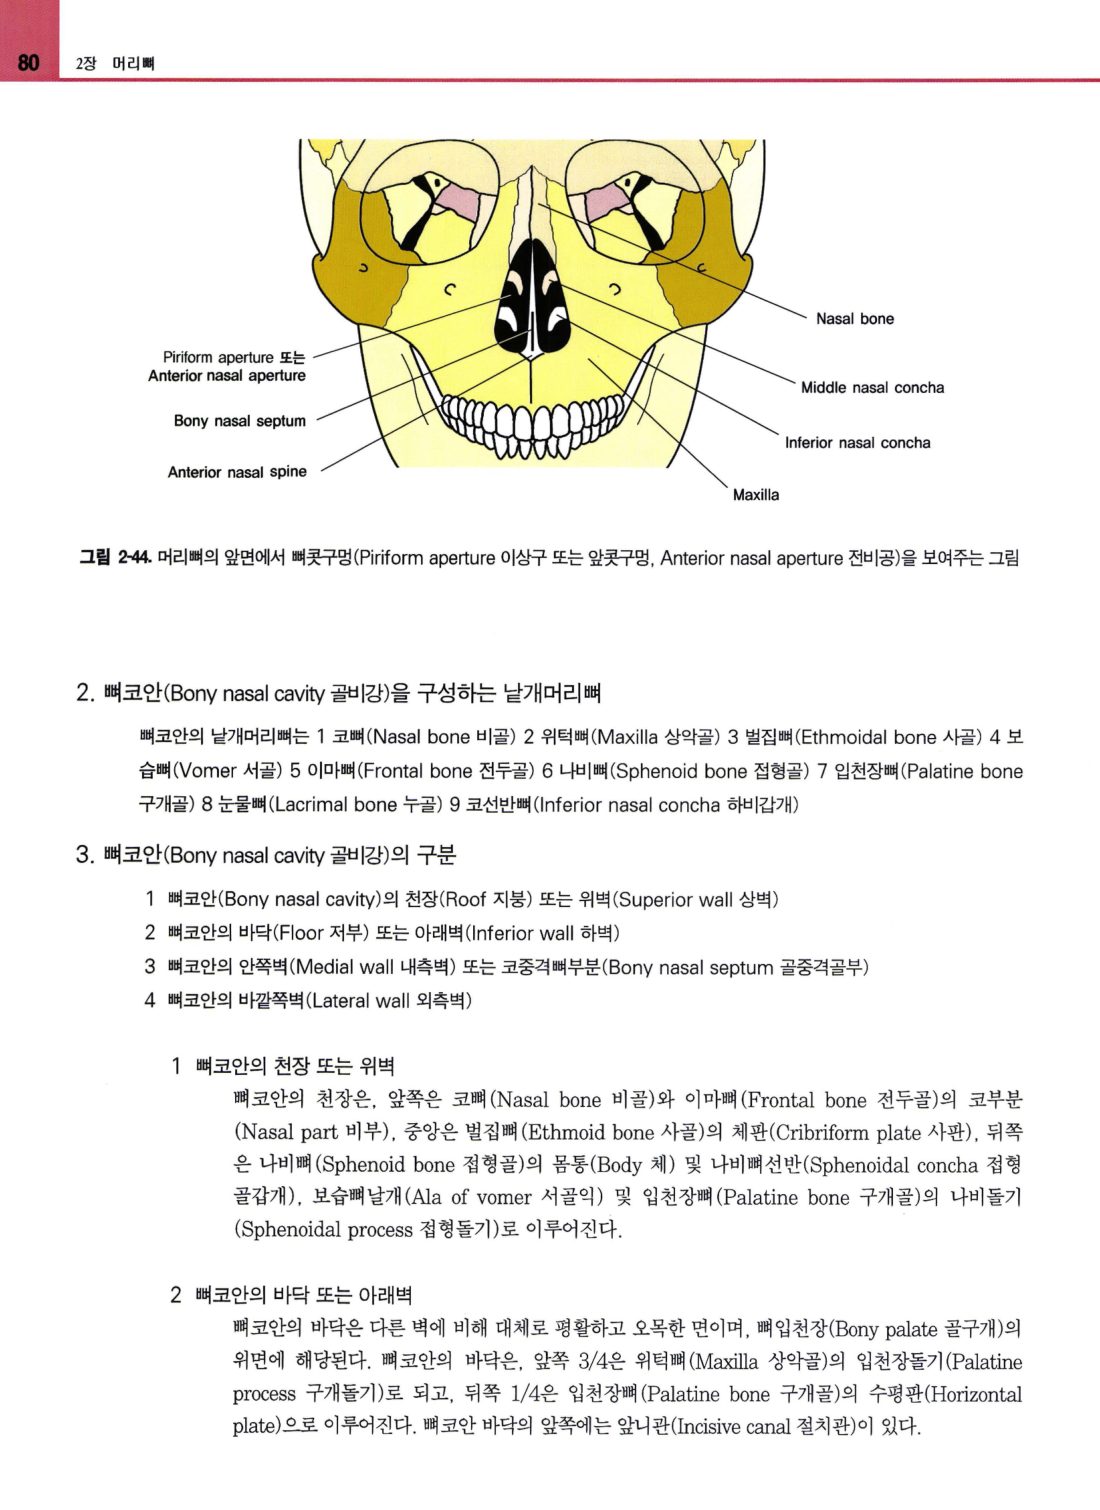 80 2장 머리뼈
Nasal bone
Piriform aperture 또는
Anterior nasal aperture
Middle nasal concha
Bony nasal septum
Inferior nasal concha
Anterior nasal spine
Maxilla
그림 2-44. 머리뼈의 앞면에서 뼈콧구멍(Piriform aperture 이상구 또는 앞콧구멍, Anterior nasal aperture 전비공)을 보여주는 그림
2. 뼈코안(Bony nasal cavity 골비강)을 구성하는 낱개머리뼈
뼈코안의 낱개머리뼈는 1 코뼈(Nasal bone 비골) 2 위턱뼈(Maxilla 상악골) 3 벌집뼈(Ethmoidal bone 사골) 4 보
습뼈(Vomer 서골) 5 이마뼈(Frontal bone 전두골) 6 나비뼈(Sphenoid bone 접형골) 7 입천장뼈(Palatine bone
구개골) 8 눈물뼈(Lacrimal bone 누골) 9 코선반뼈(Inferior nasal concha 하비갑개)
3. 뼈코안(Bony nasal cavity 골비강)의 구분
1 뼈코안(Bony nasal cavity)의 천장(Roof 지붕) 또는 위벽(Superior wall 상벽)
2 뼈코안의 바닥(Floor 저부) 또는 아래벽(Inferior wall 하벽)
3 뼈코안의 안쪽벽(Medial wall 내측벽) 또는 코중격뼈부분(Bony nasal septum 골중격골부)
4 뼈코안의 바깥쪽벽(Lateral wall 외측벽)
1 뼈코안의 천장 또는 위벽
뼈코안의 천장은, 앞쪽은 코뼈(Nasal bone 비골)와 이마뼈(Frontal bone 전두골)의 코부분
(Nasal part 비부), 중앙은 벌집뼈(Ethmoid bone 사골)의 체판(Cribriform plate 사판), 뒤쪽
은 나비뼈(Sphenoid bone 접형골)의 몸통(Body 체) 및 나비뼈선반(Sphenoidal concha 접형
골갑개), 보습뼈날개(Ala of vomer 서골익) 및 입천장뼈(Palatine bone 구개골)의 나비돌기
(Sphenoidal process 접형돌기)로 이루어진다.
2 뼈코안의 바닥 또는 아래벽
뼈코안의 바닥은 다른 벽에 비해 대체로 평활하고 오목한 면이며, 뼈입천장(Bony palate 골구개)의
위면에 해당된다. 뼈코안의 바닥은, 앞쪽 3/4은 위턱뼈(Maxilla 상악골)의 입천장돌기(Palatine
process 구개돌기)로 되고, 뒤쪽 1/4은 입천장뼈(Palatine bone 구개골)의 수평판(Horizontal
plate)으로 이루어진다. 뼈코안 바닥의 앞쪽에는 앞니관(Incisive canal 절치관)이 있다.